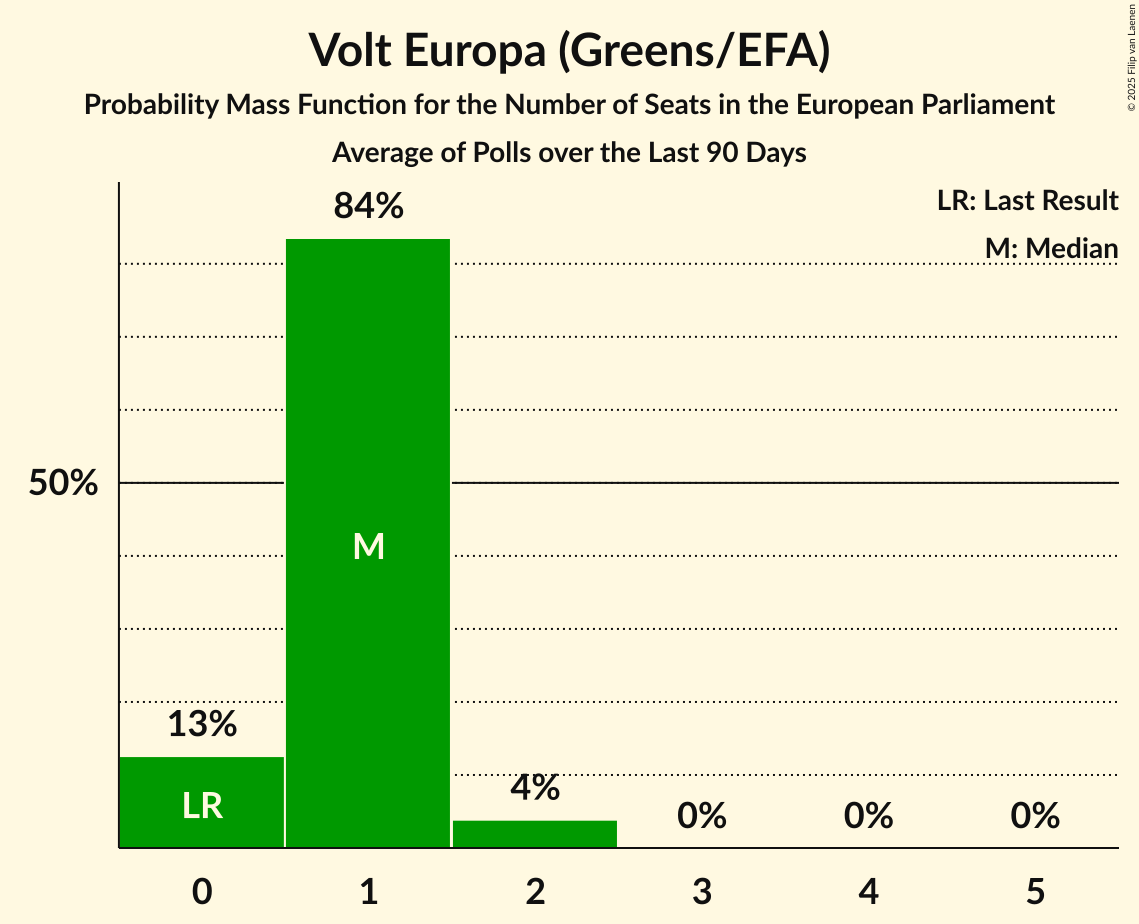 Volt Europa (Greens/EFA)
Probability Mass Function for the Number of Seats in the European Parliament
Average of Polls over the Last 90 Days
© 2025 Filip van Laenen
LR: Last Result
M: Median
84%
50%
M
13%
LR
4%
0%
0%
0%
0 1 2 3 4 5